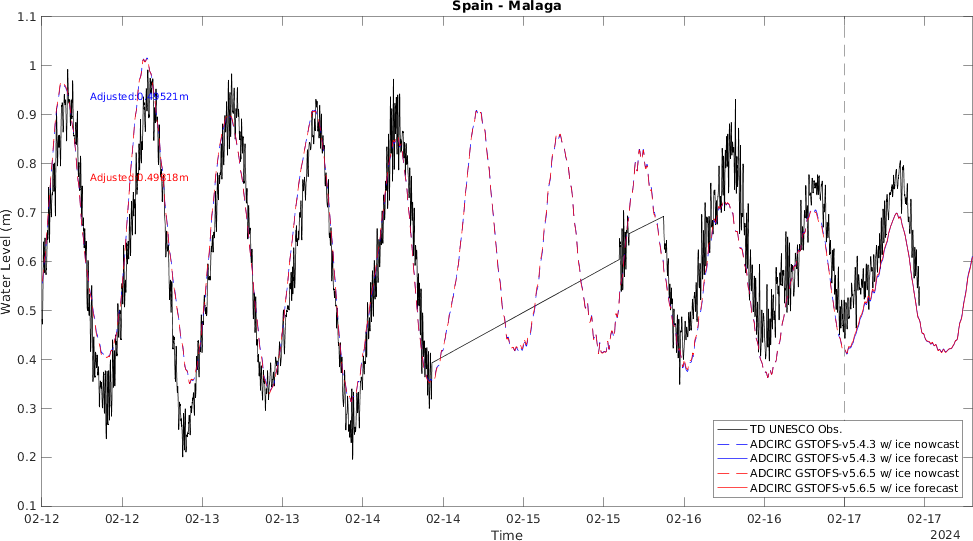 Spain - Malaga
1.1
1
0.9
0.8
0.7
0.6
0.5
0.4
0.3
0.2
0.1
Water Level (m)
Adjusted:0.49521m
Adjusted:0.49818m
TD UNESCO Obs.
ADCIRC GSTOFS-v5.4.3 w/ ice nowcast
ADCIRC GSTOFS-v5.4.3 w/ ice forecast
ADCIRC GSTOFS-v5.6.5 w/ ice nowcast
ADCIRC GSTOFS-v5.6.5 w/ ice forecast
02-12 02-12 02-13 02-13 02-14 02-14 02-15 02-15 02-16 02-16 02-17 02-17
2024
Time